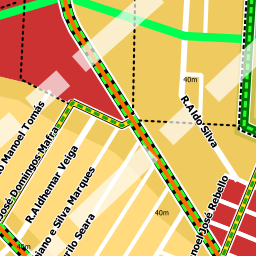 40m
R.Aldo Silva
o Manoel Tomás
José Domingos Mafra
R.Aldhemar Veiga
iano e Silva Marques
rilo Seara
40m
noel José Rebello
40m